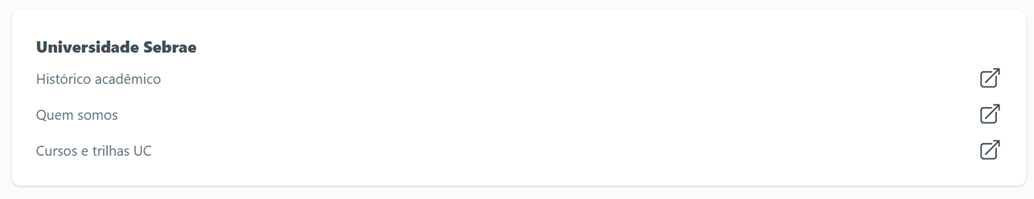 Universidade Sebrae
Histórico acadêmico
Quem somos
Cursos e trilhas UC